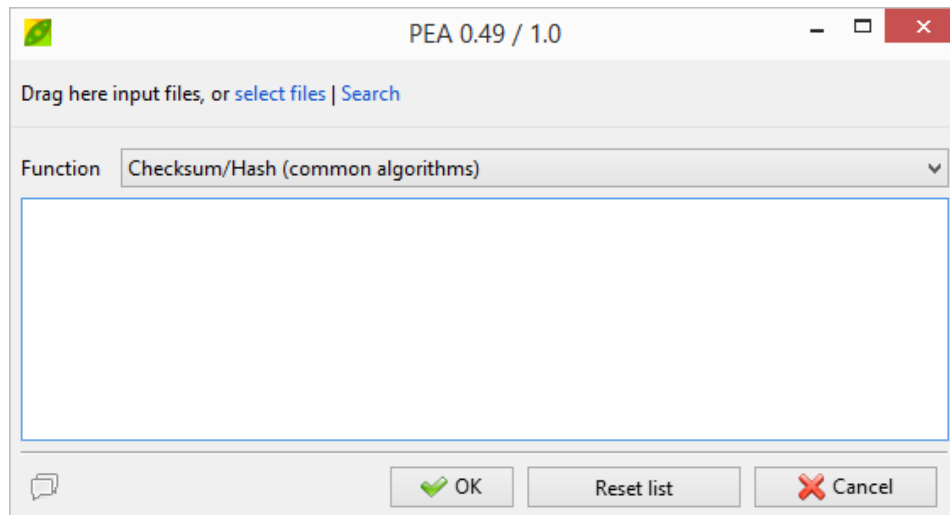 PEA 0.49 / 1.0
Drag here input files, or select files | Search
Function Checksum/Hash (common algorithms)
OK Reset list Cancel